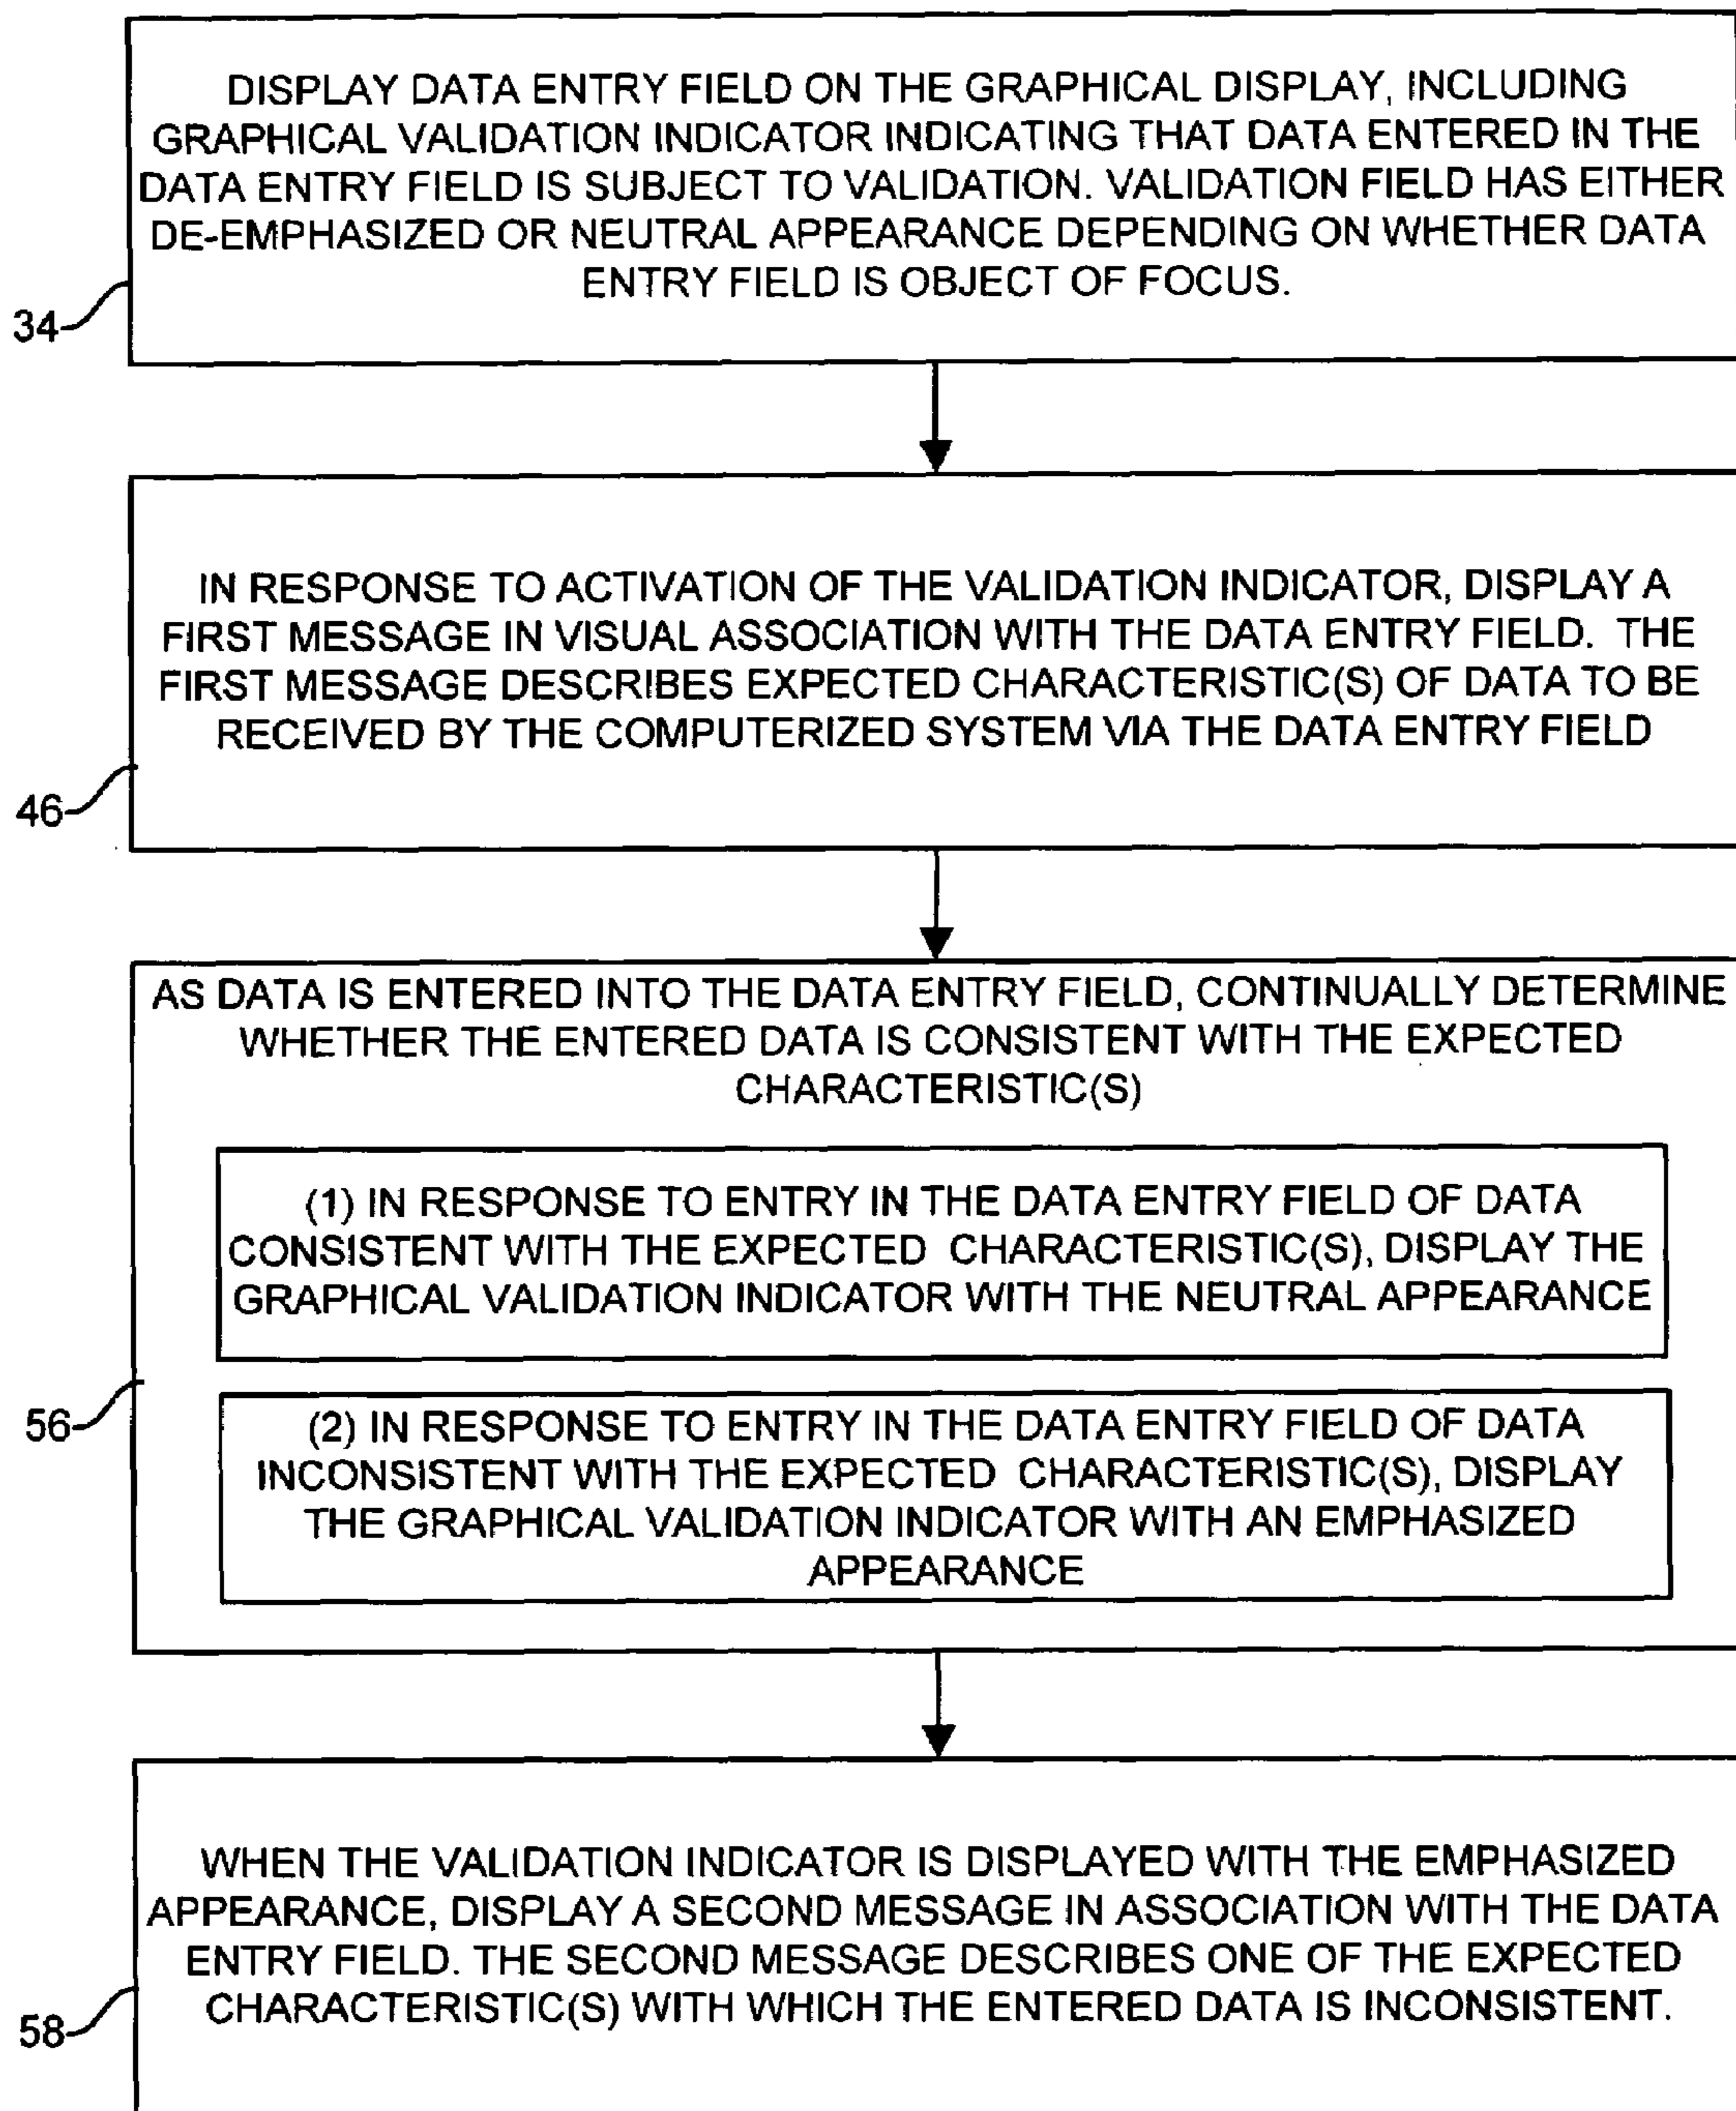 DISPLAY DATA ENTRY FIELD ON THE GRAPHICAL DISPLAY, INCLUDING
GRAPHICAL VALIDATION INDICATOR INDICATING THAT DATA ENTERED IN THE
DATA ENTRY FIELD IS SUBJECT TO VALIDATION. VALIDATION FIELD HAS EITHER
DE-EMPHASIZED OR NEUTRAL APPEARANCE DEPENDING ON WHETHER DATA
ENTRY FIELD IS OBJECT OF FOCUS.
34
IN RESPONSE TO ACTIVATION OF THE VALIDATION INDICATOR, DISPLAY A
FIRST MESSAGE IN VISUAL ASSOCIATION WITH THE DATA ENTRY FIELD. THE
FIRST MESSAGE DESCRIBES EXPECTED CHARACTERISTIC(S) OF DATA TO BE
RECEIVED BY THE COMPUTERIZED SYSTEM VIA THE DATA ENTRY FIELD
46
AS DATA IS ENTERED INTO THE DATA ENTRY FIELD, CONTINUALLY DETERMINE
WHETHER THE ENTERED DATA IS CONSISTENT WITH THE EXPECTED
CHARACTERISTIC(S)
(1) IN RESPONSE TO ENTRY IN THE DATA ENTRY FIELD OF DATA
CONSISTENT WITH THE EXPECTED CHARACTERISTIC(S), DISPLAY THE
GRAPHICAL VALIDATION INDICATOR WITH THE NEUTRAL APPEARANCE
56
(2) IN RESPONSE TO ENTRY IN THE DATA ENTRY FIELD OF DATA
INCONSISTENT WITH THE EXPECTED CHARACTERISTIC(S), DISPLAY
THE GRAPHICAL VALIDATION INDICATOR WITH AN EMPHASIZED
APPEARANCE
WHEN THE VALIDATION INDICATOR IS DISPLAYED WITH THE EMPHASIZED
APPEARANCE, DISPLAY A SECOND MESSAGE IN ASSOCIATION WITH THE DATA
ENTRY FIELD. THE SECOND MESSAGE DESCRIBES ONE OF THE EXPECTED
CHARACTERISTIC(S) WITH WHICH THE ENTERED DATA IS INCONSISTENT.
58